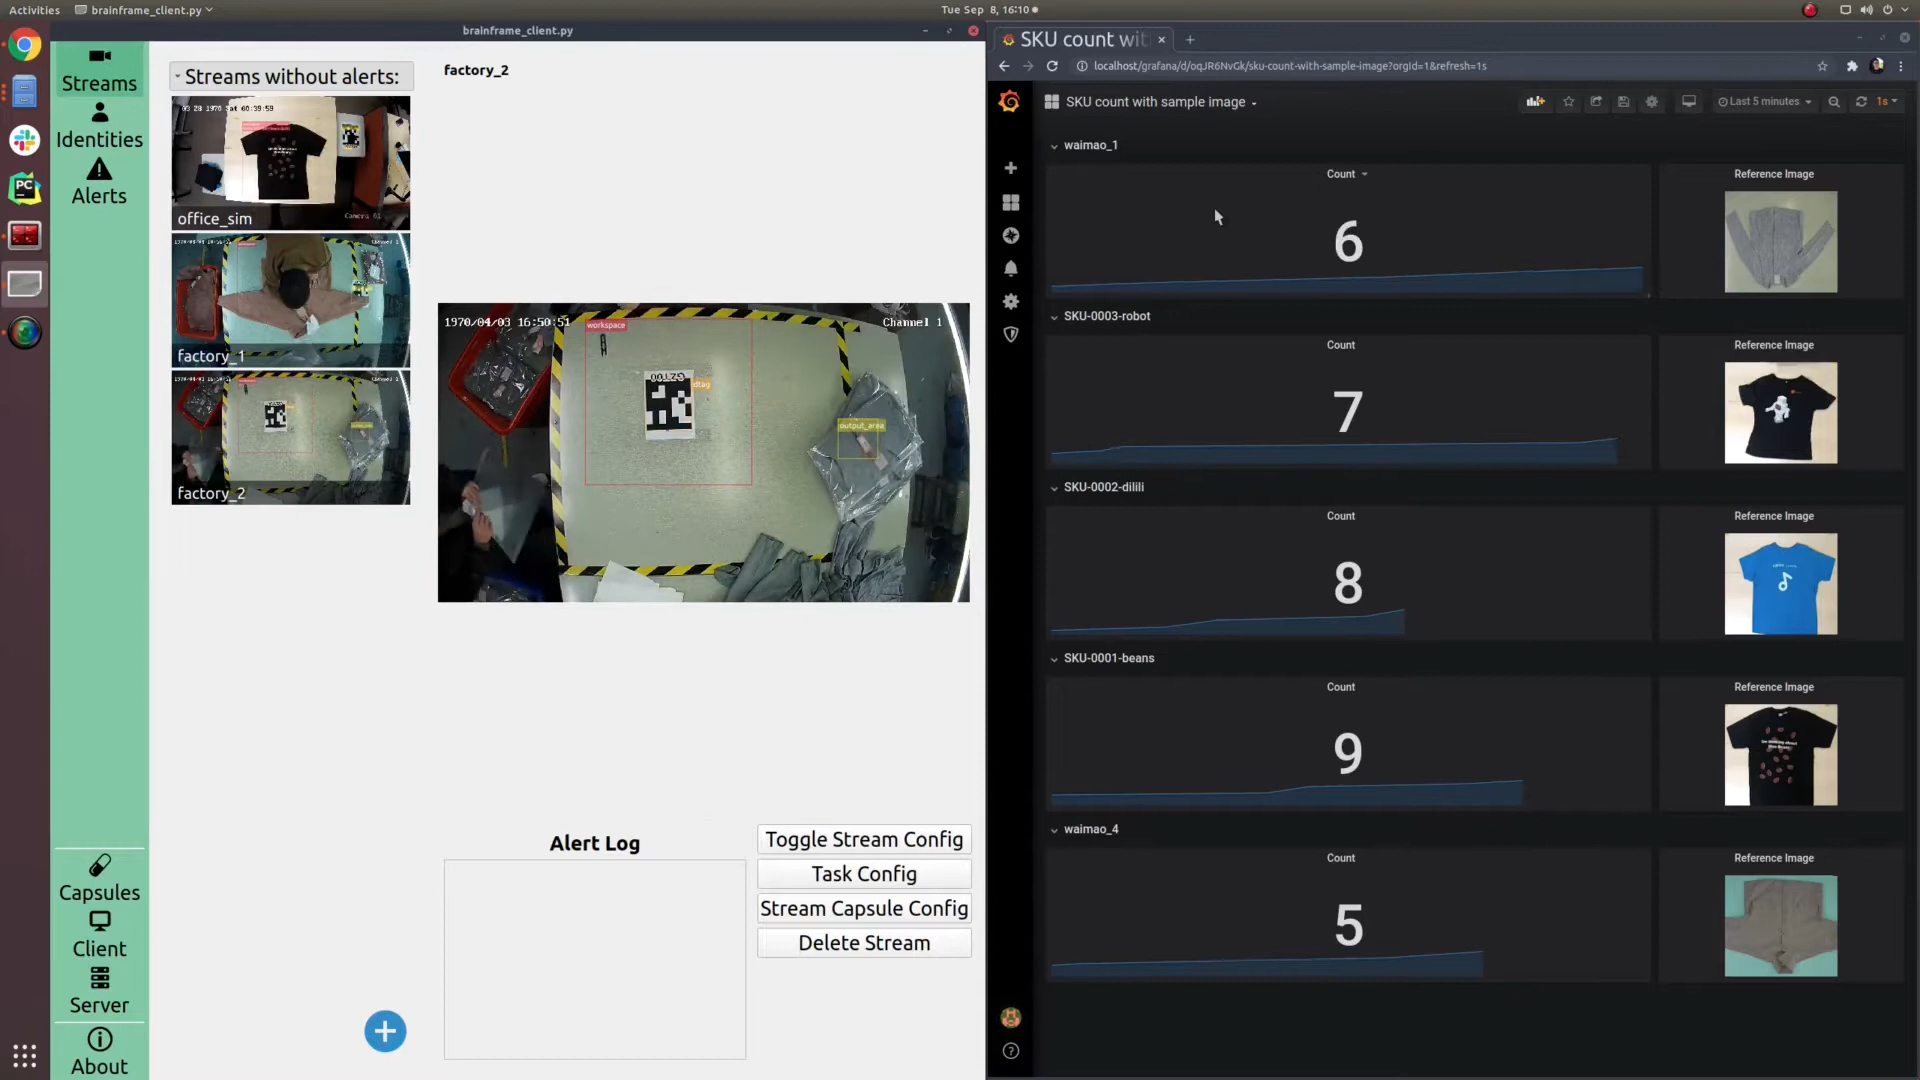 Activities
brainframe_client.py
Tue Sep 8, 16:10
brainframe_client.py
Streams
Identities
Alerts
Capsules
Client
Server
About
Streams without alerts:
office_sim
Camera 01
factory_1
factory_2
factory_2
1970/04/03 16:50:51
Channel 1
workspace
GZT00
dtag
output_area
Alert Log
Toggle Stream Config
Task Config
Stream Capsule Config
Delete Stream
SKU count wit
localhost/grafana/d/oqJR6NvGk/sku-count-with-sample-image?orgId=1&refresh=1s
SKU count with sample image
Last 5 minutes
1s
waimao_1
Count
6
Reference Image
SKU-0003-robot
Count
7
Reference Image
SKU-0002-dilili
Count
8
Reference Image
SKU-0001-beans
Count
9
Reference Image
waimao_4
Count
5
Reference Image